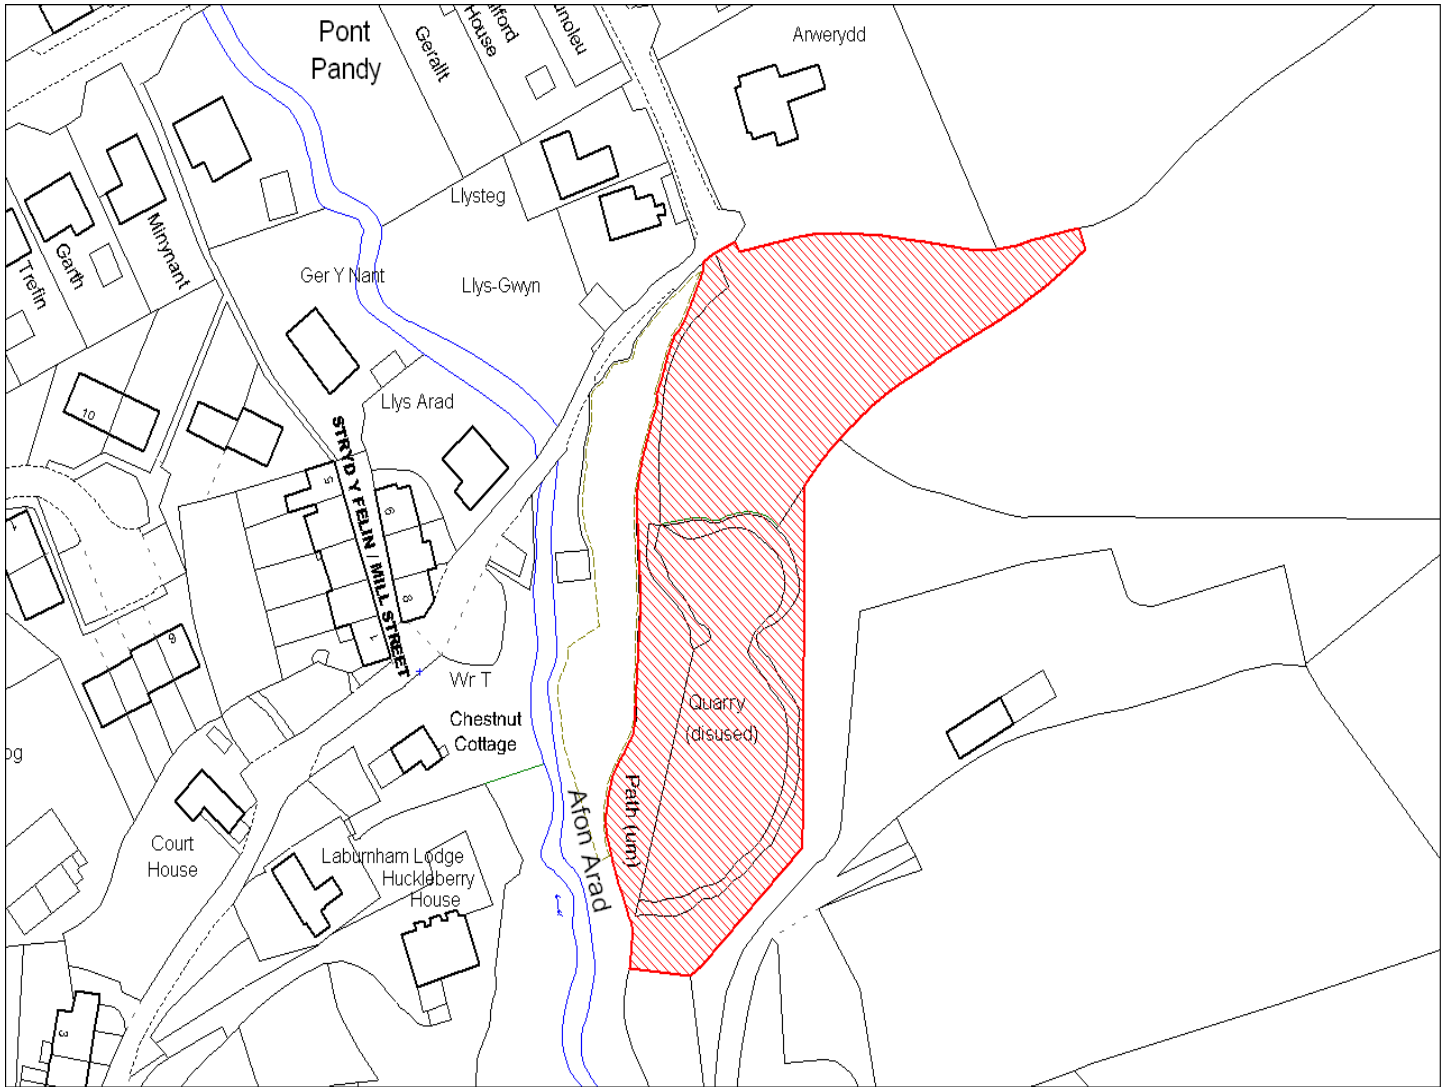 Pont
Pandy
Gerallt
House
Arwerydd
Llysteg
Minynant
Garth
Trefin
Ger Y Nant
Llys-Gwyn
Llys Arad
10
STRYD Y FELIN / MILL STREET
5
6
8
1
9
Wr T
Chestnut
Cottage
Quarry
(disused)
Path (um)
Afon Arad
Court
House
Laburnham Lodge
Huckleberry
House
3